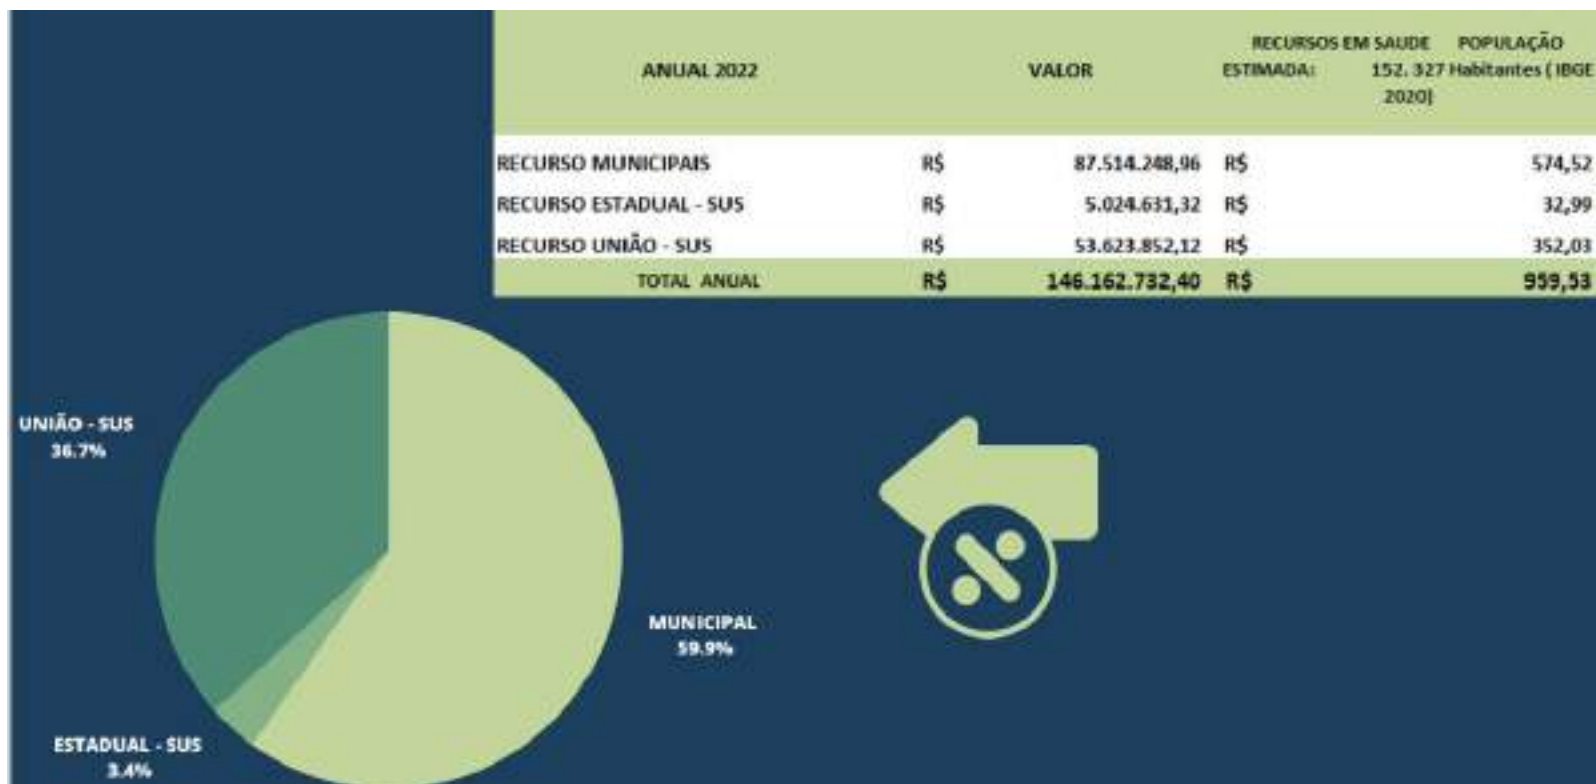 ANUAL 2022 VALOR RECURSOS EM SAUDE POPULAÇÃO
ESTIMADA: 152. 327 Habitantes ( IBGE
2020)
RECURSO MUNICIPAIS R$ 87.514.248,96 R$ 574,52
RECURSO ESTADUAL - SUS R$ 5.024.631,32 R$ 32,99
RECURSO UNIÃO - SUS R$ 53.623.852,12 R$ 352,03
TOTAL ANUAL R$ 146.162.732,40 R$ 959,53
UNIÃO - SUS
36.7%
MUNICIPAL
59.9%
ESTADUAL - SUS
3.4%